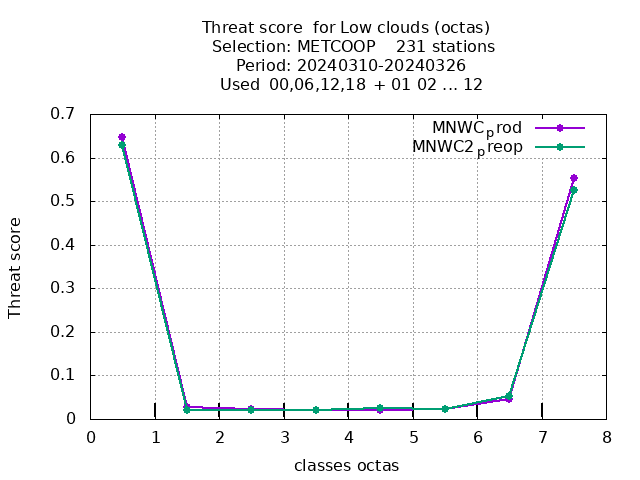 Threat score  for Low clouds (octas)
Selection: METCOOP    231 stations
Period: 20240310-20240326
Used  00,06,12,18  + 01 02 ... 12
0.7
0.6
0.5
0.4
0.3
0.2
0.1
0
MNWCprod
MNWC2preop
Threat score
0 1 2 3 4 5 6 7 8
classes octas